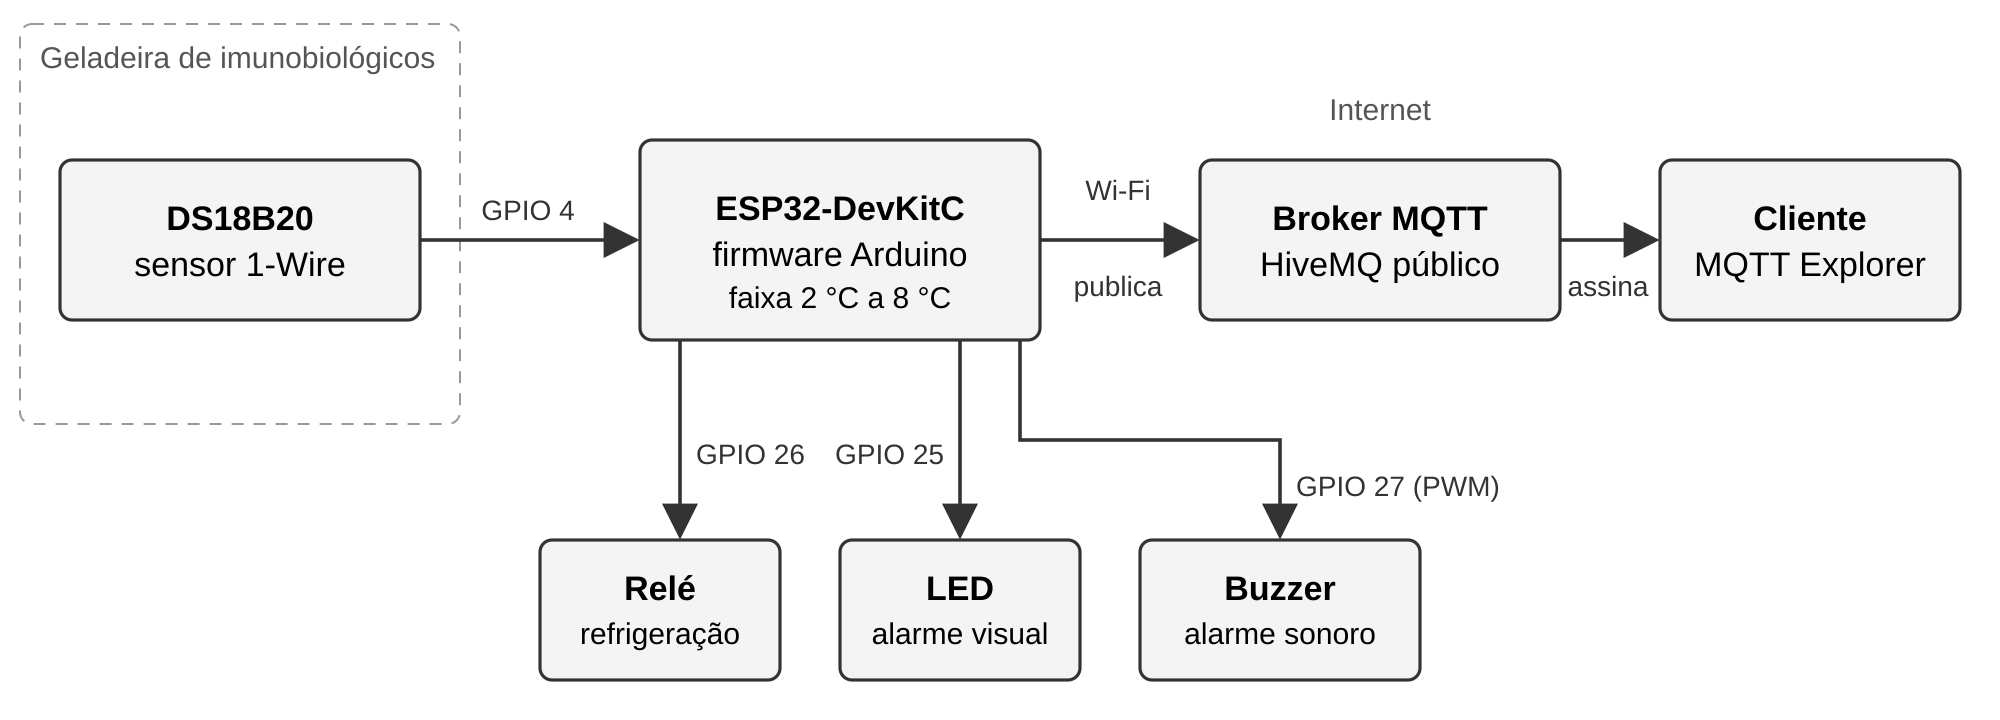 Geladeira de imunobiológicos
DS18B20
sensor 1-Wire
GPIO 4
ESP32-DevKitC
firmware Arduino
faixa 2 °C a 8 °C
Wi-Fi
publica
Internet
Broker MQTT
HiveMQ público
assina
Cliente
MQTT Explorer
GPIO 26
GPIO 25
GPIO 27 (PWM)
Relé
refrigeração
LED
alarme visual
Buzzer
alarme sonoro